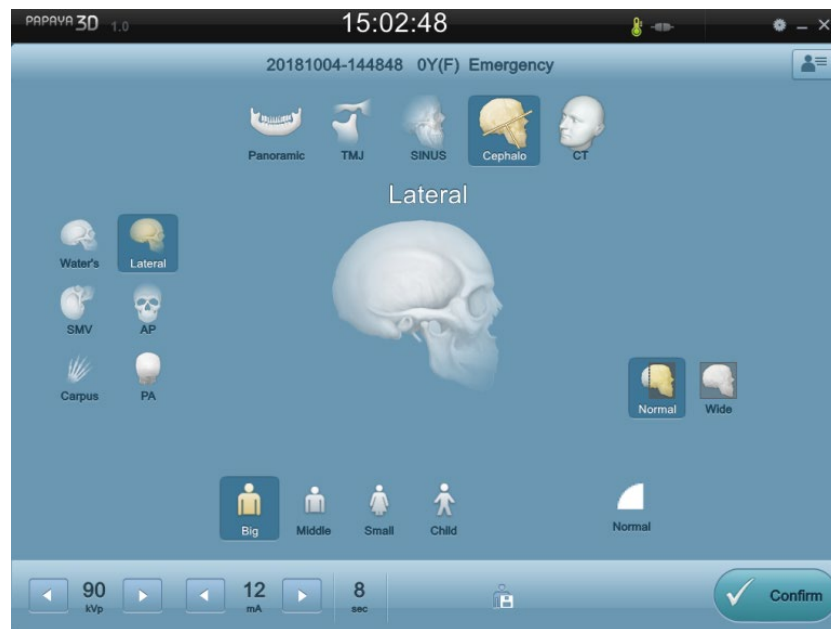 PAPAYA 3D 1.0
15:02:48
20181004-144848 0Y(F) Emergency
Panoramic TMJ SINUS Cephalo CT
Lateral
Water's Lateral
SMV AP
Carpus PA
Normal Wide
Big Middle Small Child
Normal
90 kVp
12 mA
8 sec
Confirm